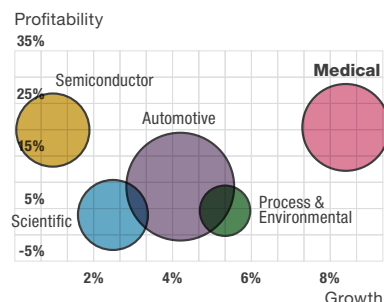 Profitability
35%
Semiconductor
Medical
25%
Automotive
15%
5%
Process &
Scientific
Environmental
-5%
2%
4%
6%
8%
Growth